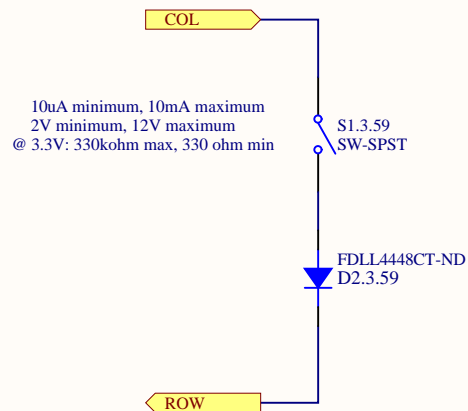 COL
10uA minimum, 10mA maximum
2V minimum, 12V maximum
@ 3.3V: 330kohm max, 330 ohm min
S1.3.59
SW-SPST
FDLL4448CT-ND
D2.3.59
ROW